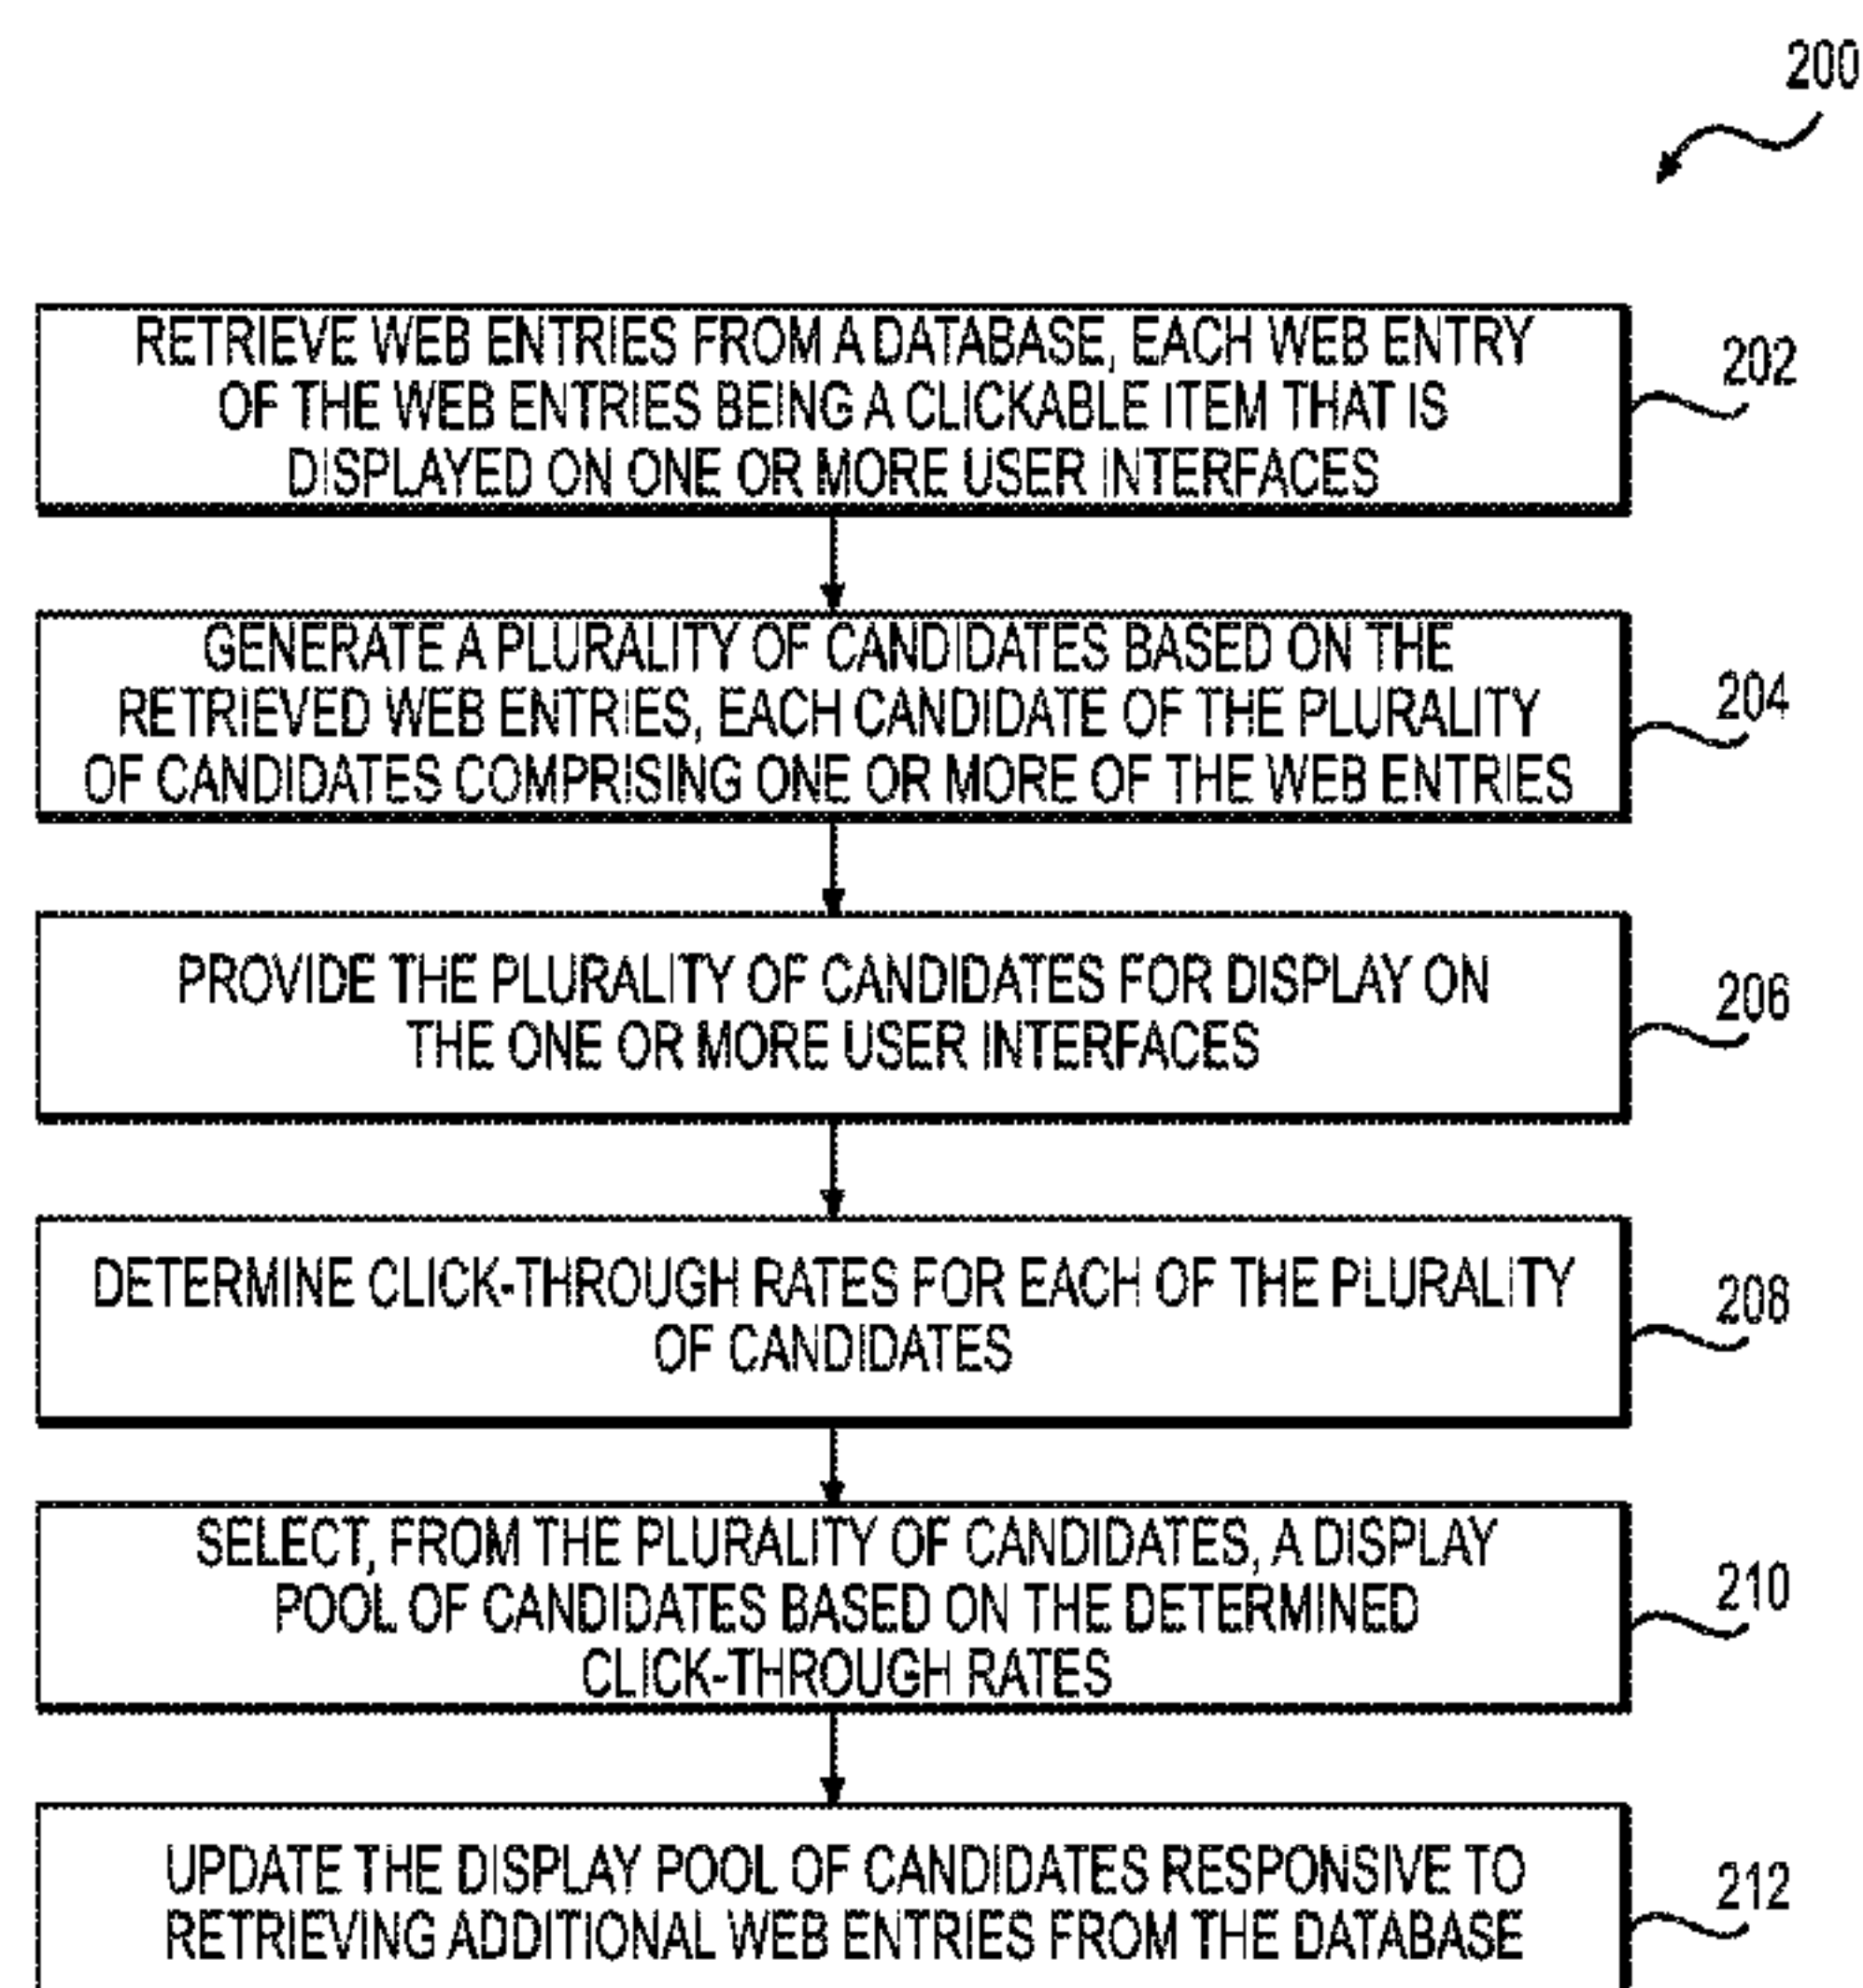 200
RETRIEVE WEB ENTRIES FROM A DATABASE, EACH WEB ENTRY
OF THE WEB ENTRIES BEING A CLICKABLE ITEM THAT IS
DISPLAYED ON ONE OR MORE USER INTERFACES
202
GENERATE A PLURALITY OF CANDIDATES BASED ON THE
RETRIEVED WEB ENTRIES, EACH CANDIDATE OF THE PLURALITY
OF CANDIDATES COMPRISING ONE OR MORE OF THE WEB ENTRIES
204
PROVIDE THE PLURALITY OF CANDIDATES FOR DISPLAY ON
THE ONE OR MORE USER INTERFACES
206
DETERMINE CLICK-THROUGH RATES FOR EACH OF THE PLURALITY
OF CANDIDATES
208
SELECT, FROM THE PLURALITY OF CANDIDATES, A DISPLAY
POOL OF CANDIDATES BASED ON THE DETERMINED
CLICK-THROUGH RATES
210
UPDATE THE DISPLAY POOL OF CANDIDATES RESPONSIVE TO
RETRIEVING ADDITIONAL WEB ENTRIES FROM THE DATABASE
212